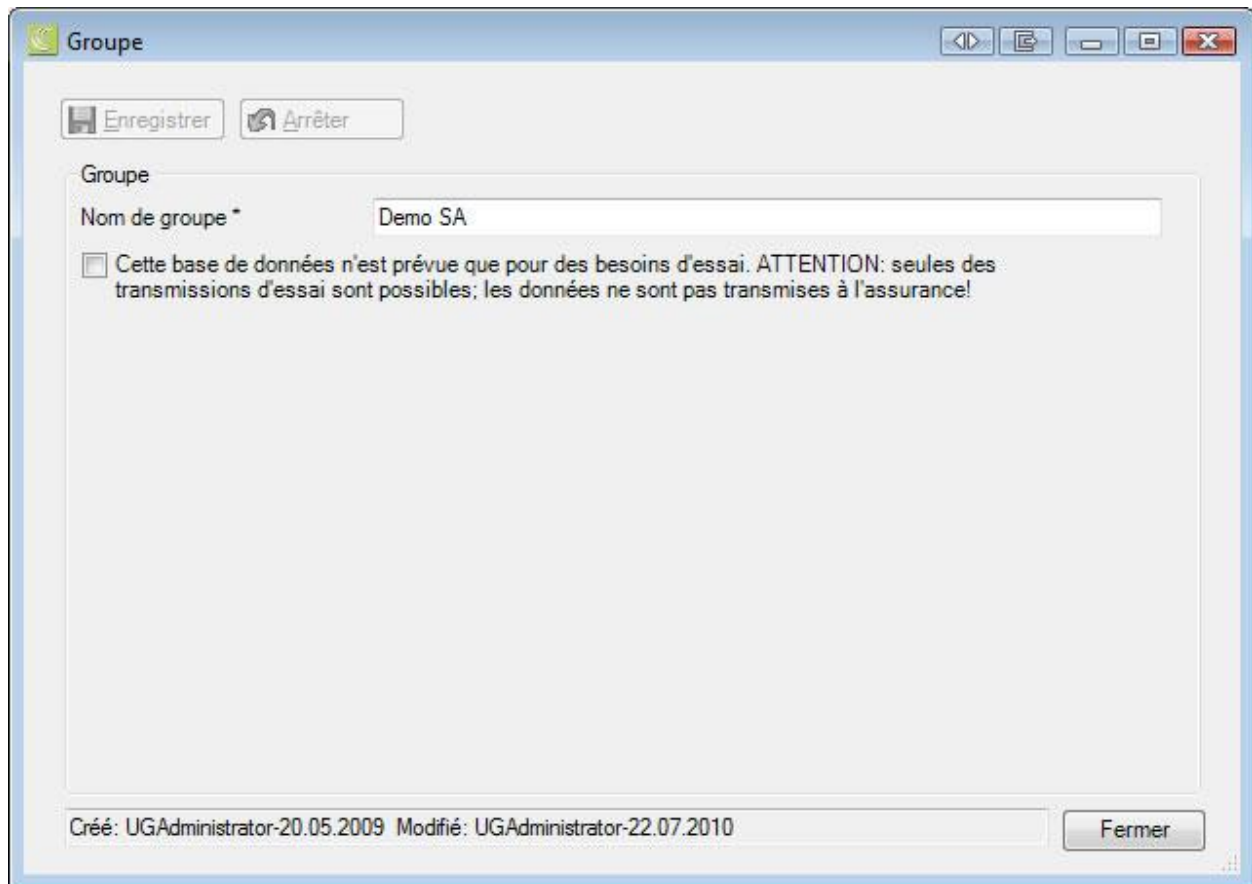 Groupe
Enregistrer
Arrêter
Groupe
Nom de groupe *
Demo SA
Cette base de données n'est prévue que pour des besoins d'essai. ATTENTION: seules des
transmissions d'essai sont possibles; les données ne sont pas transmises à l'assurance!
Créé: UGAdministrator-20.05.2009 Modifié: UGAdministrator-22.07.2010
Fermer